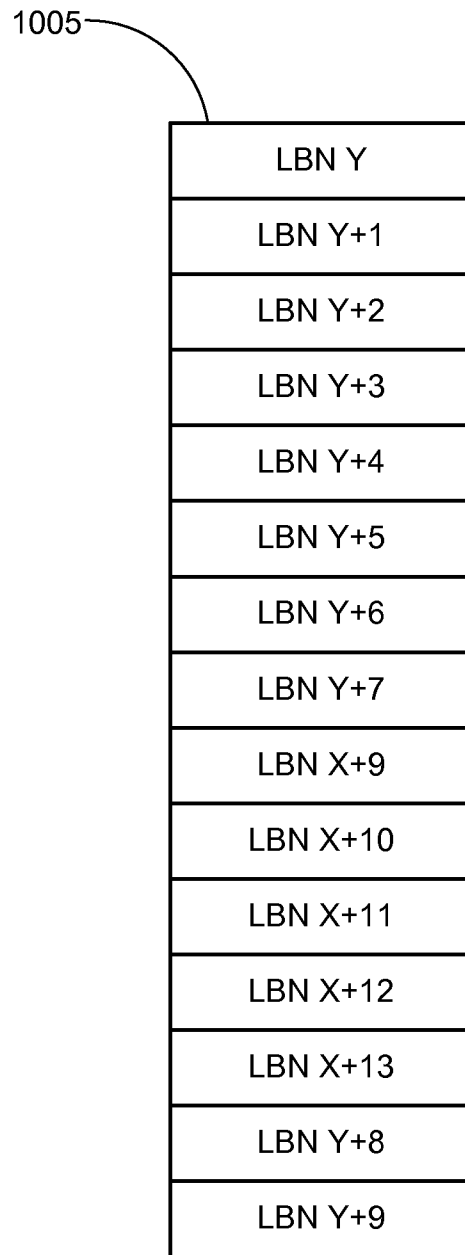 1005
LBN Y
LBN Y+1
LBN Y+2
LBN Y+3
LBN Y+4
LBN Y+5
LBN Y+6
LBN Y+7
LBN X+9
LBN X+10
LBN X+11
LBN X+12
LBN X+13
LBN Y+8
LBN Y+9